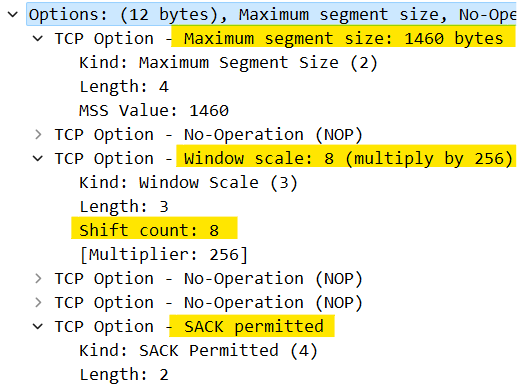 Options: (12 bytes), Maximum segment size, No-Ope
TCP Option - Maximum segment size: 1460 bytes
Kind: Maximum Segment Size (2)
Length: 4
MSS Value: 1460
TCP Option - No-Operation (NOP)
TCP Option - Window scale: 8 (multiply by 256)
Kind: Window Scale (3)
Length: 3
Shift count: 8
[Multiplier: 256]
TCP Option - No-Operation (NOP)
TCP Option - No-Operation (NOP)
TCP Option - SACK permitted
Kind: SACK Permitted (4)
Length: 2